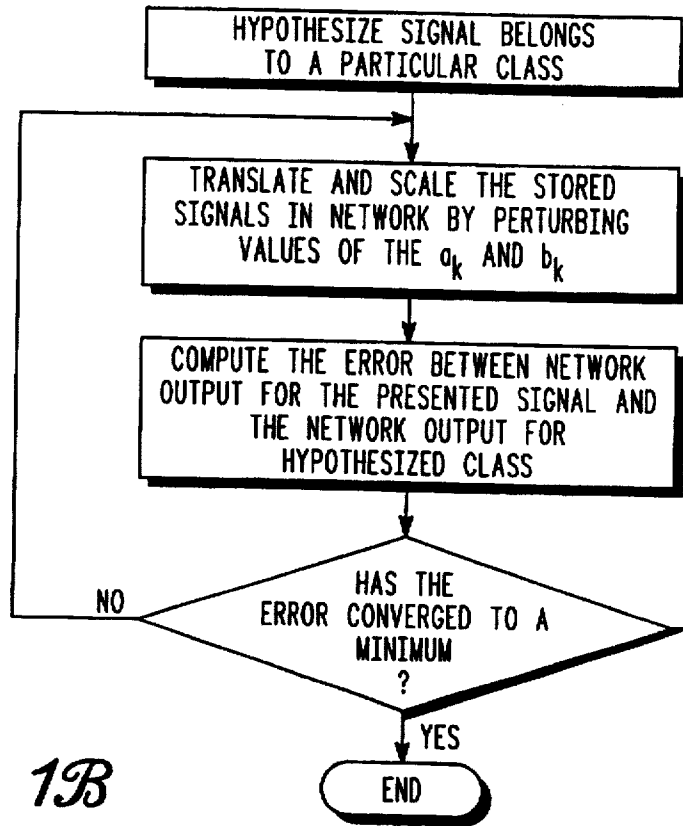 HYPOTHESIZE SIGNAL BELONGS
TO A PARTICULAR CLASS
TRANSLATE AND SCALE THE STORED
SIGNALS IN NETWORK BY PERTURBING
VALUES OF THE aₖ AND bₖ
COMPUTE THE ERROR BETWEEN NETWORK
OUTPUT FOR THE PRESENTED SIGNAL AND
THE NETWORK OUTPUT FOR
HYPOTHESIZED CLASS
HAS THE
ERROR CONVERGED TO A
MINIMUM
?
NO
YES
END
1B